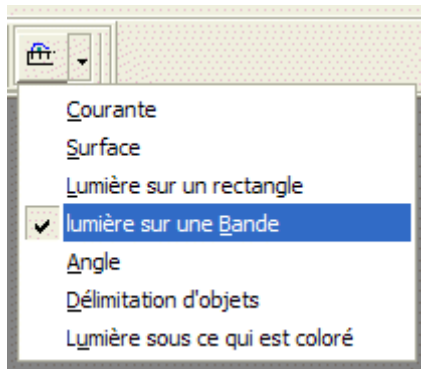 Courante
Surface
Lumière sur un rectangle
lumière sur une Bande
Angle
Délimitation d'objets
Lumière sous ce qui est coloré